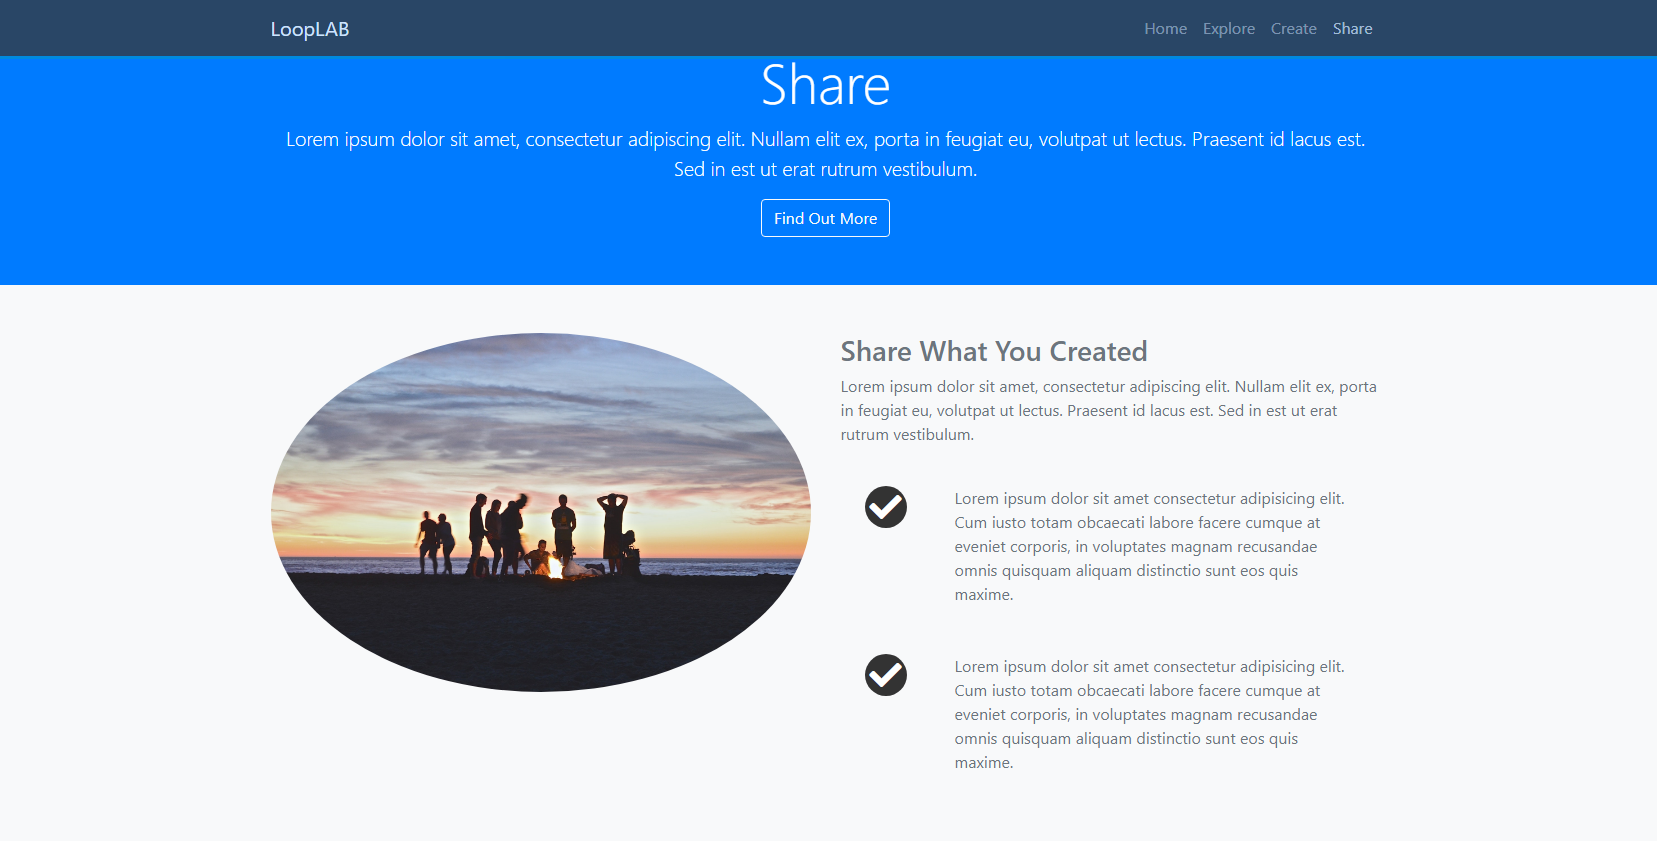 LoopLAB
Home Explore Create Share
Share
Lorem ipsum dolor sit amet, consectetur adipiscing elit. Nullam elit ex, porta in feugiat eu, volutpat ut lectus. Praesent id lacus est.
Sed in est ut erat rutrum vestibulum.
Find Out More
Share What You Created
Lorem ipsum dolor sit amet, consectetur adipiscing elit. Nullam elit ex, porta
in feugiat eu, volutpat ut lectus. Praesent id lacus est. Sed in est ut erat
rutrum vestibulum.
Lorem ipsum dolor sit amet consectetur adipisicing elit.
Cum iusto totam obcaecati labore facere cumque at
eveniet corporis, in voluptates magnam recusandae
omnis quisquam aliquam distinctio sunt eos quis
maxime.
Lorem ipsum dolor sit amet consectetur adipisicing elit.
Cum iusto totam obcaecati labore facere cumque at
eveniet corporis, in voluptates magnam recusandae
omnis quisquam aliquam distinctio sunt eos quis
maxime.